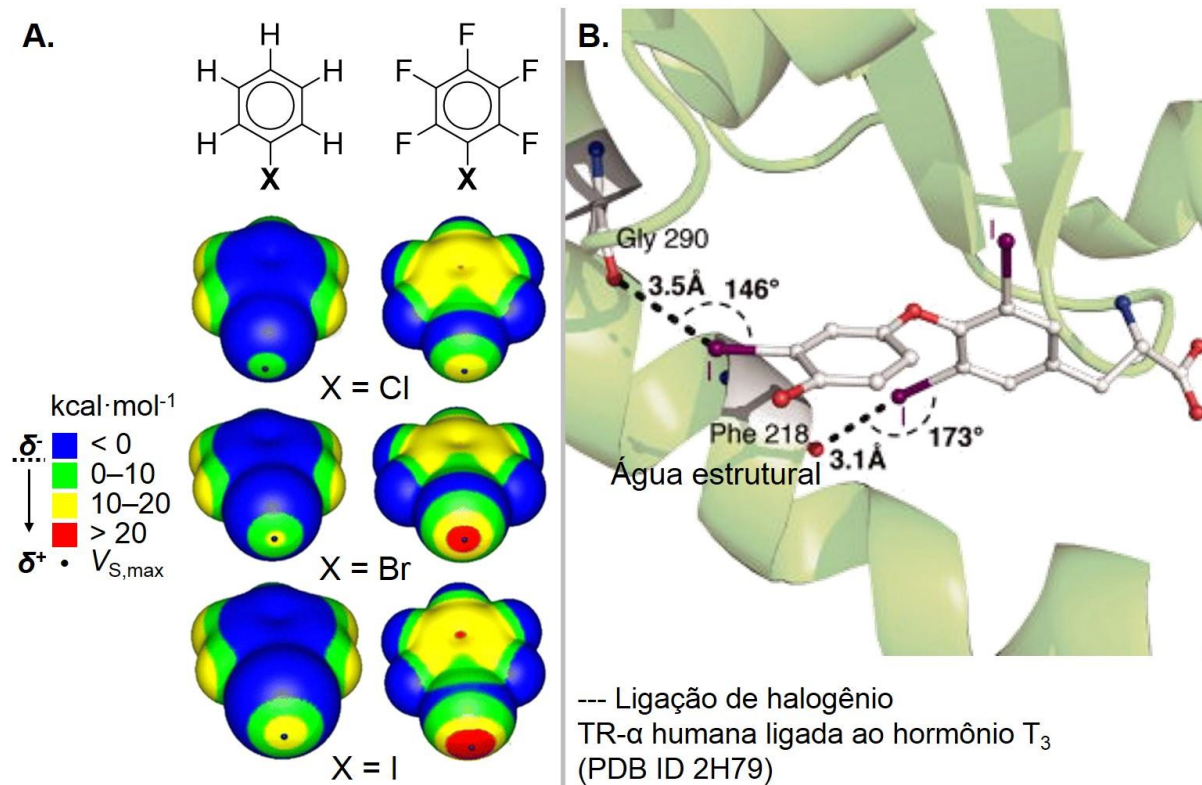 A.
H
H H
H H
X
F
F F
F F
X
X = Cl
kcal·mol⁻¹
δ⁻
< 0
0–10
10–20
> 20
δ⁺ • V_S,max
X = Br
X = I
B.
Gly 290
3.5Å 146°
I
I
I
Phe 218
3.1Å 173°
Água estrutural
--- Ligação de halogênio
TR-α humana ligada ao hormônio T₃
(PDB ID 2H79)